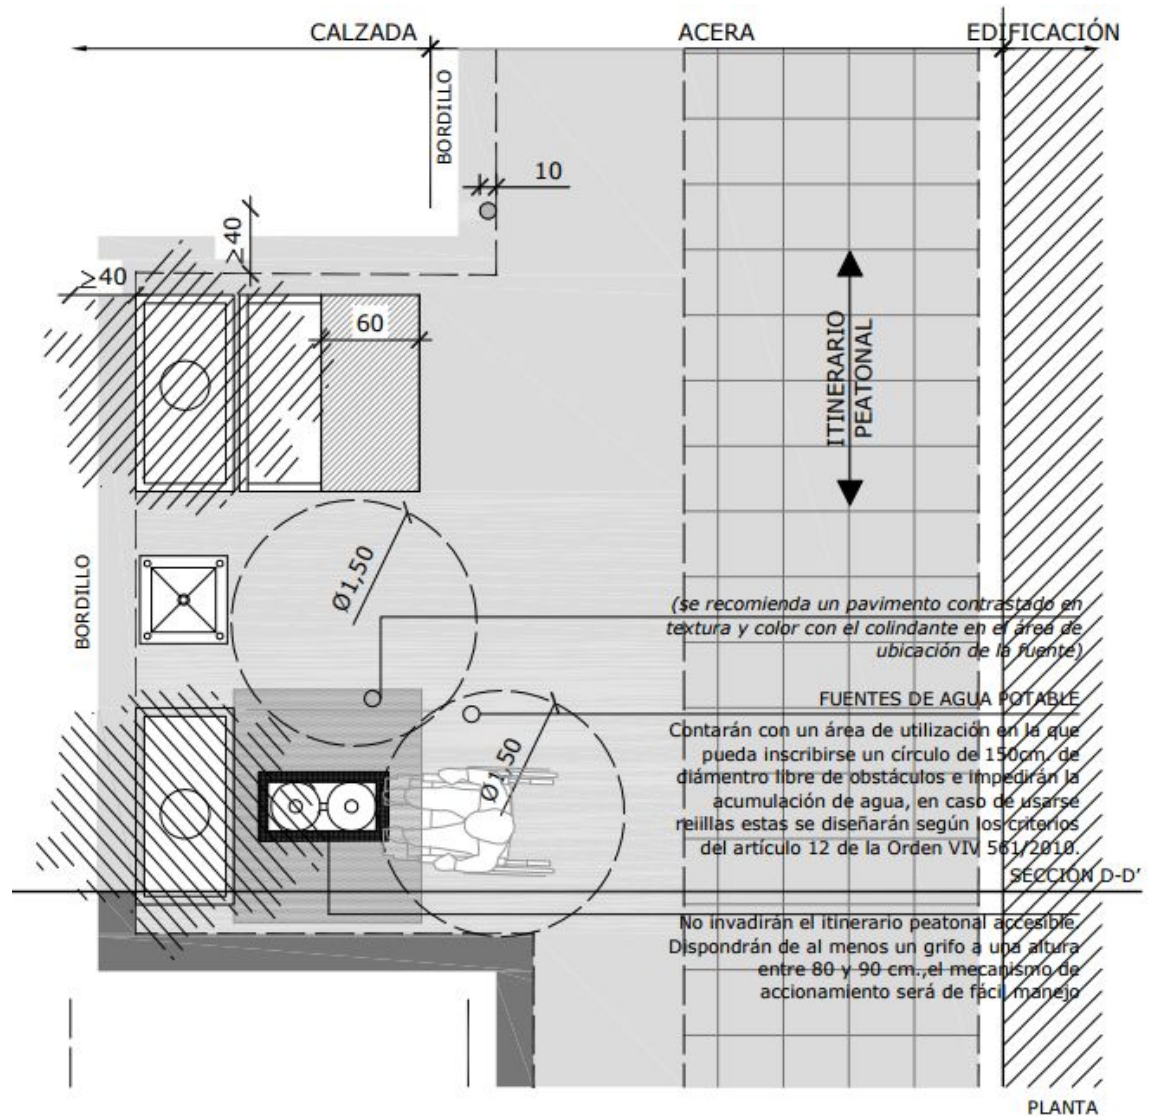 CALZADA
ACERA
EDIFICACIÓN
BORDILLO
10
≥40
≥40
60
ITINERARIO
PEATONAL
Ø1,50
BORDILLO
(se recomienda un pavimento contrastado en
textura y color con el colindante en el área de
ubicación de la fuente)
FUENTES DE AGUA POTABLE
Contarán con un área de utilización en la que
pueda inscribirse un círculo de 150cm. de
diámentro libre de obstáculos e impedirán la
acumulación de agua, en caso de usarse
reiillas estas se diseñarán según los criterios
del artículo 12 de la Orden VIV 561/2010.
Ø1,50
SECCIÓN D-D'
No invadirán el itinerario peatonal accesible.
Dispondrán de al menos un grifo a una altura
entre 80 y 90 cm.,el mecanismo de
accionamiento será de fácil manejo
PLANTA